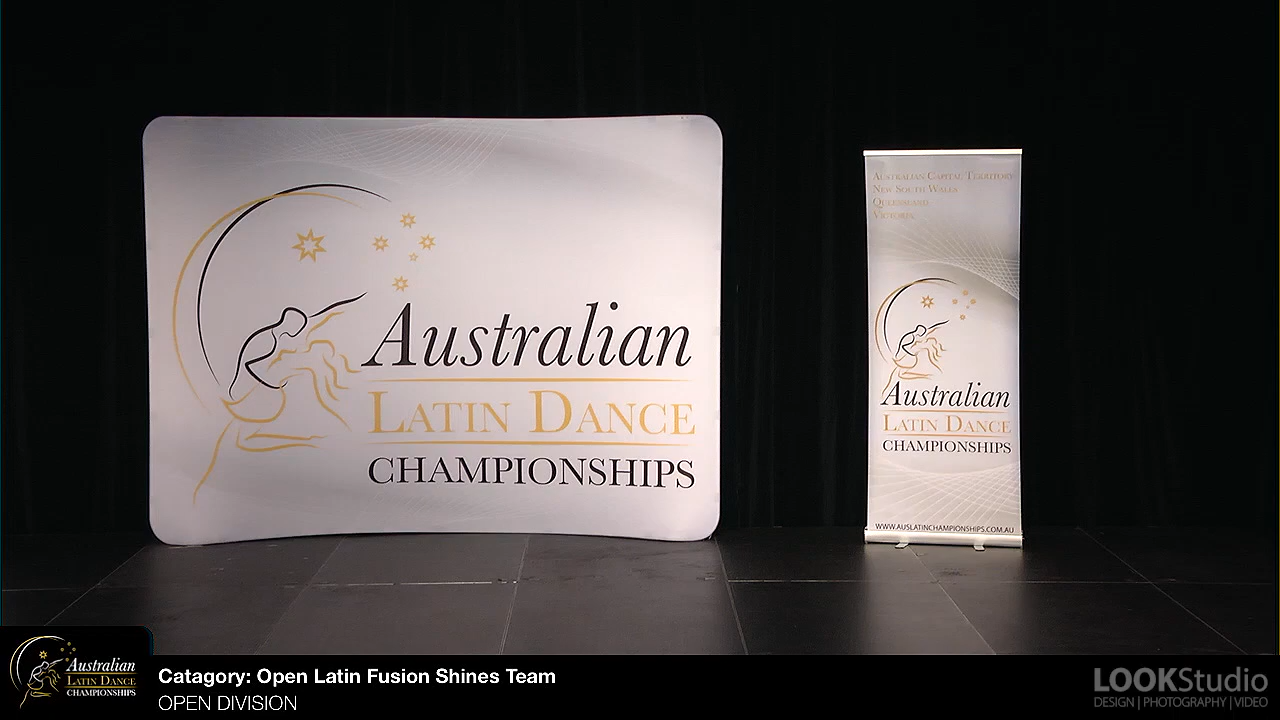 Australian
LATIN DANCE
CHAMPIONSHIPS
AUSTRALIAN CAPITAL TERRITORY
NEW SOUTH WALES
QUEENSLAND
VICTORIA
Australian
LATIN DANCE
CHAMPIONSHIPS
WWW.AUSLATINCHAMPIONSHIPS.COM.AU
Australian
LATIN DANCE
CHAMPIONSHIPS
Catagory: Open Latin Fusion Shines Team
OPEN DIVISION
LOOKStudio
DESIGN | PHOTOGRAPHY | VIDEO